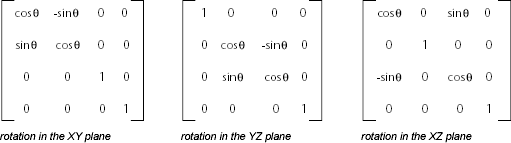 cosθ -sinθ 0 0
sinθ cosθ 0 0
0 0 1 0
0 0 0 1
rotation in the XY plane
1 0 0 0
0 cosθ -sinθ 0
0 sinθ cosθ 0
0 0 0 1
rotation in the YZ plane
cosθ 0 sinθ 0
0 1 0 0
-sinθ 0 cosθ 0
0 0 0 1
rotation in the XZ plane